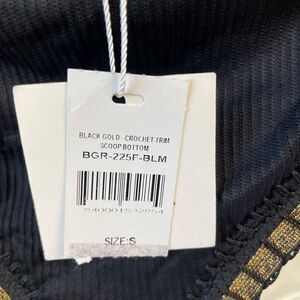 BLACK GOLD - CROCHET TRIM
SCOOP BOTTOM
BGR-225F-BLM
SIZE:S